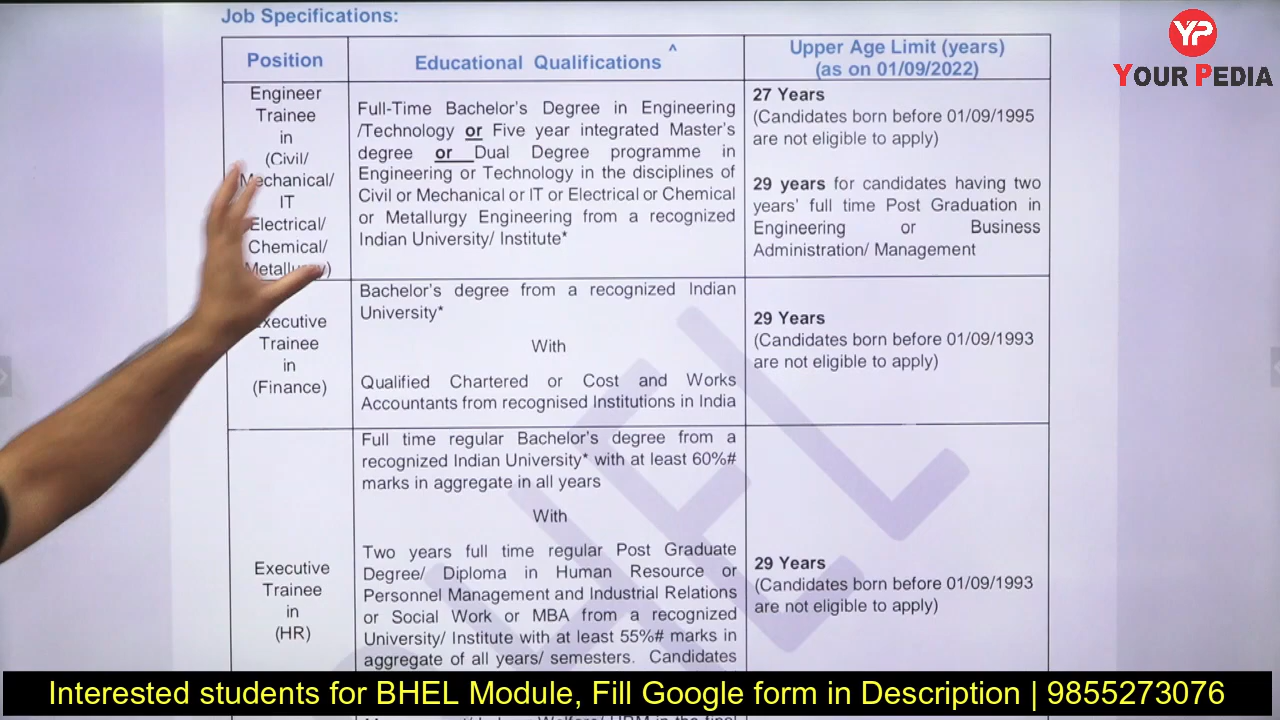 Job Specifications:
YP
YOUR PEDIA
Position
Educational Qualifications ^
Upper Age Limit (years)
(as on 01/09/2022)
Engineer
Trainee
in
(Civil/
Mechanical/
IT
Electrical/
Chemical/
Metallurgy)
Full-Time Bachelor's Degree in Engineering
/Technology or Five year integrated Master's
degree or Dual Degree programme in
Engineering or Technology in the disciplines of
Civil or Mechanical or IT or Electrical or Chemical
or Metallurgy Engineering from a recognized
Indian University/ Institute*
27 Years
(Candidates born before 01/09/1995
are not eligible to apply)
29 years for candidates having two
years' full time Post Graduation in
Engineering or Business
Administration/ Management
Executive
Trainee
in
(Finance)
Bachelor's degree from a recognized Indian
University*
With
Qualified Chartered or Cost and Works
Accountants from recognised Institutions in India
29 Years
(Candidates born before 01/09/1993
are not eligible to apply)
Executive
Trainee
in
(HR)
Full time regular Bachelor's degree from a
recognized Indian University* with at least 60%#
marks in aggregate in all years
With
Two years full time regular Post Graduate
Degree/ Diploma in Human Resource or
Personnel Management and Industrial Relations
or Social Work or MBA from a recognized
University/ Institute with at least 55%# marks in
aggregate of all years/ semesters. Candidates
29 Years
(Candidates born before 01/09/1993
are not eligible to apply)
BHEL
Interested students for BHEL Module, Fill Google form in Description | 9855273076